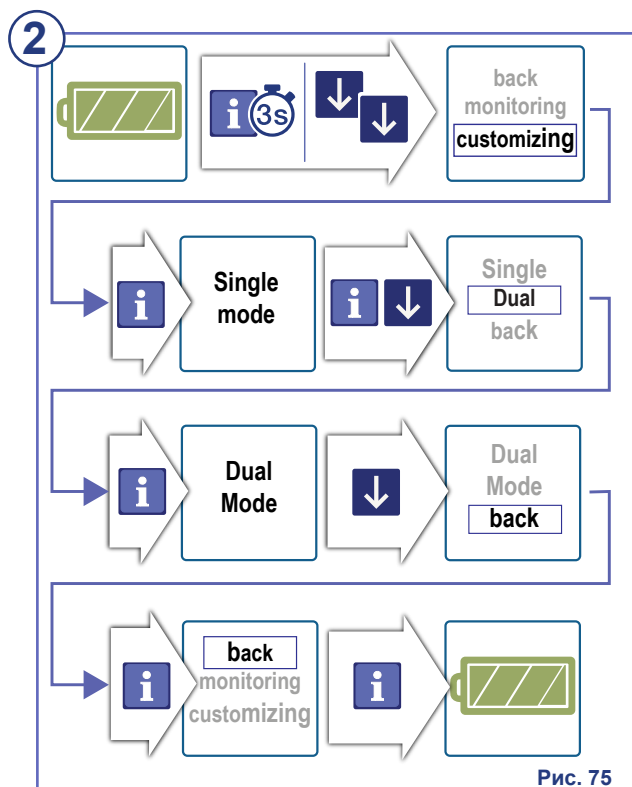 2
i
3s
back
monitoring
customizing
i
Single
mode
i
Single
Dual
back
i
Dual
Mode
Dual
Mode
back
i
back
monitoring
customizing
i
Рис. 75